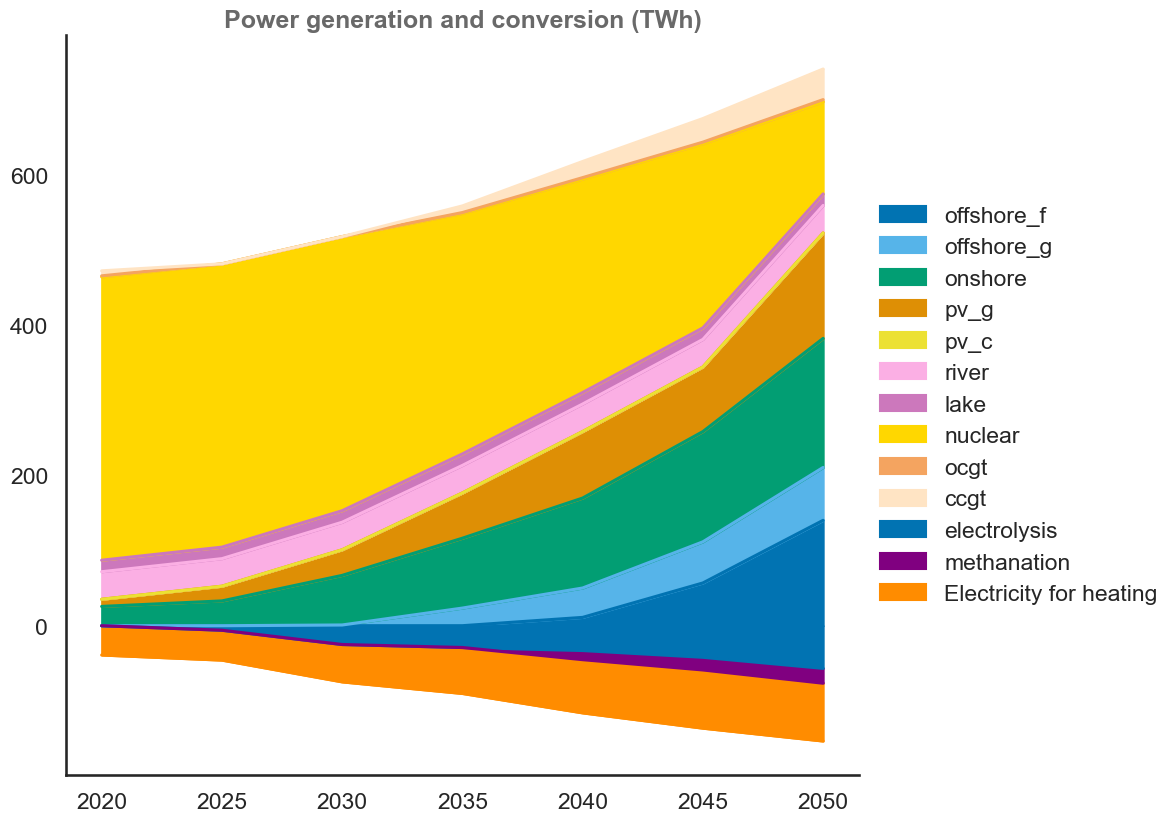 Power generation and conversion (TWh)
600
400
200
0
2020 2025 2030 2035 2040 2045 2050
offshore_f
offshore_g
onshore
pv_g
pv_c
river
lake
nuclear
ocgt
ccgt
electrolysis
methanation
Electricity for heating